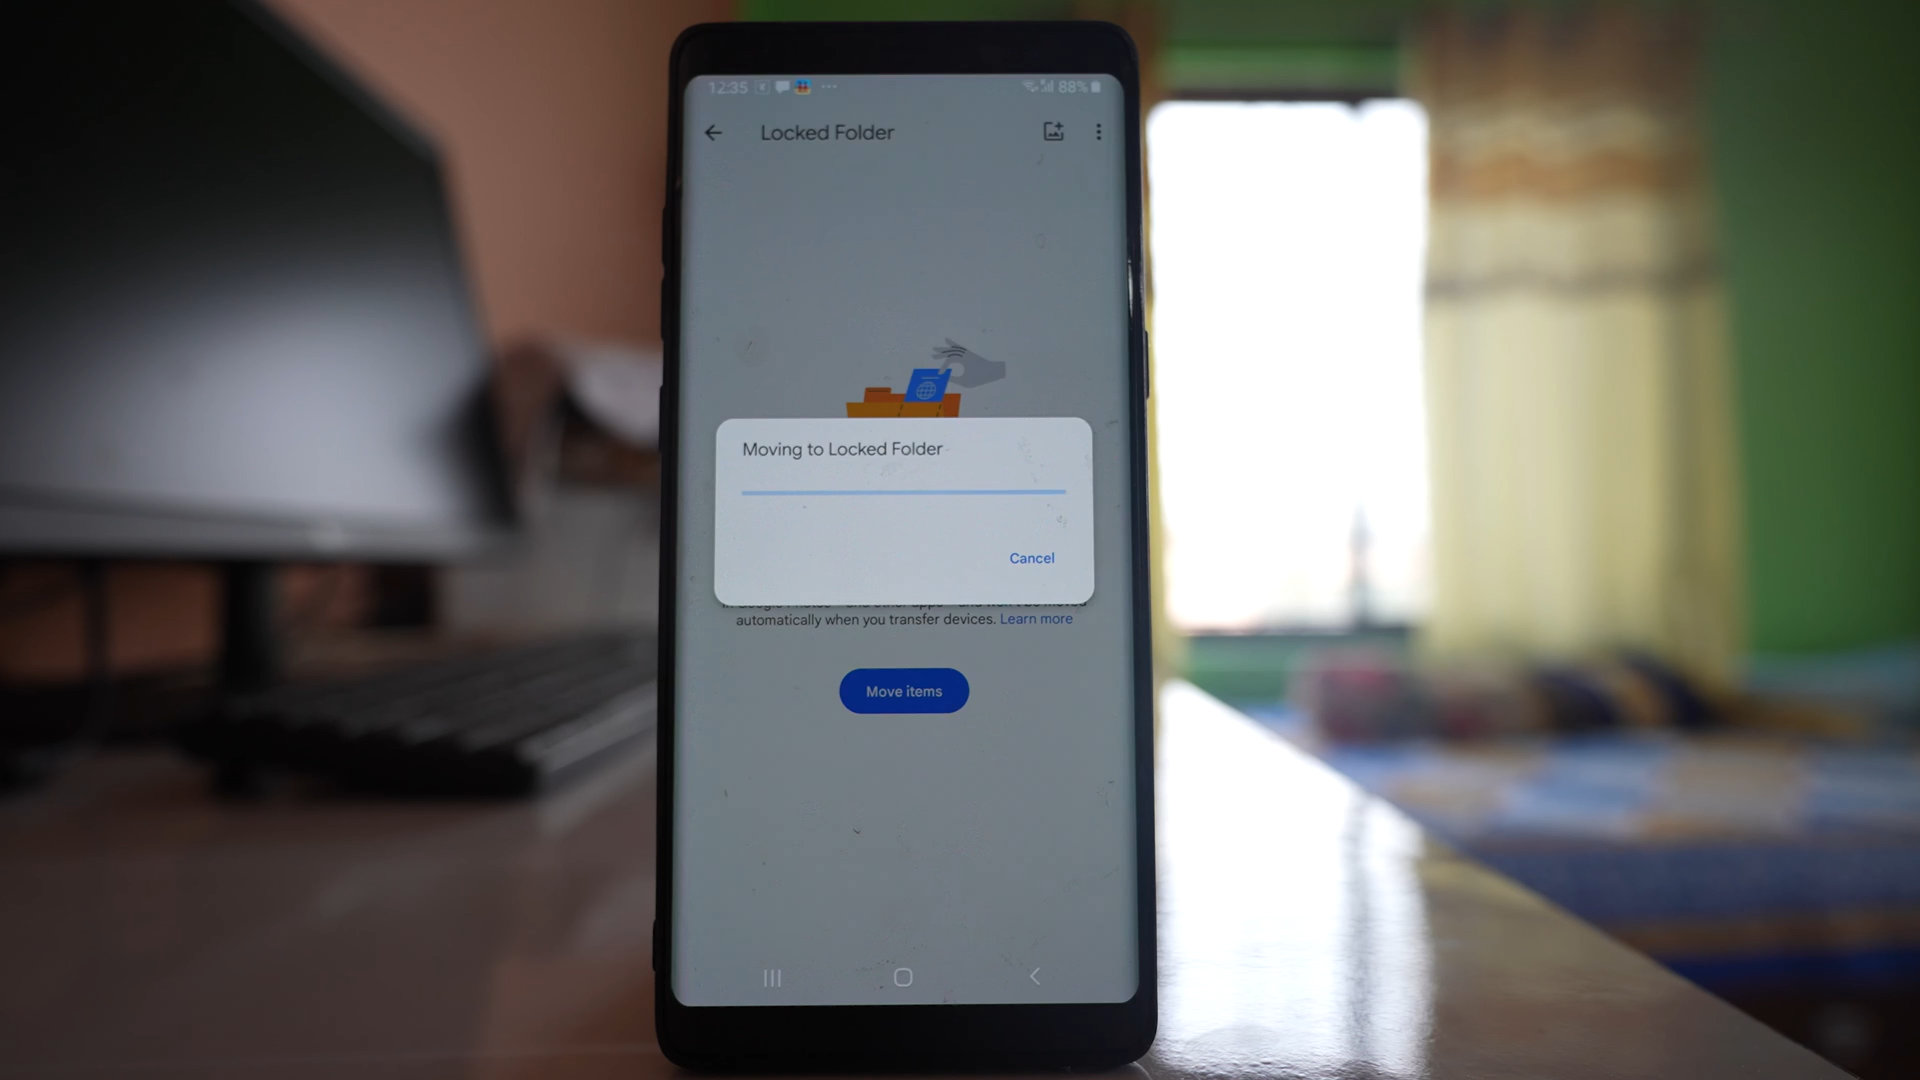 12:35
88%
Locked Folder
Moving to Locked Folder
Cancel
automatically when you transfer devices. Learn more
Move items